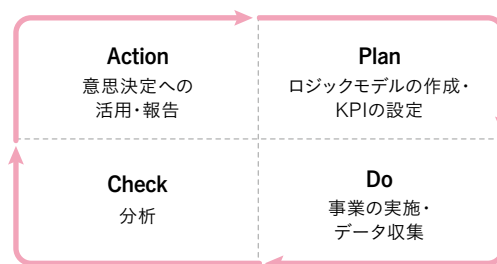 Action
意思決定への
活用・報告
Plan
ロジックモデルの作成・
KPIの設定
Check
分析
Do
事業の実施・
データ収集